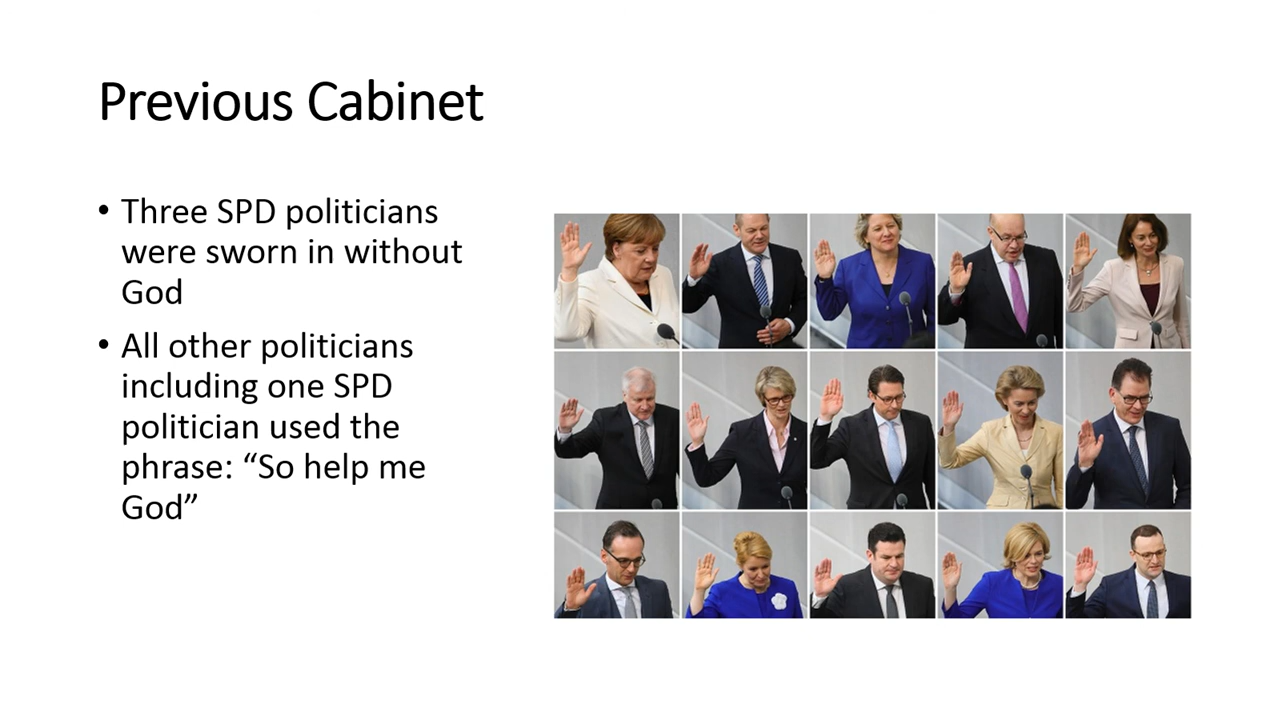 Previous Cabinet
• Three SPD politicians
were sworn in without
God
• All other politicians
including one SPD
politician used the
phrase: “So help me
God”